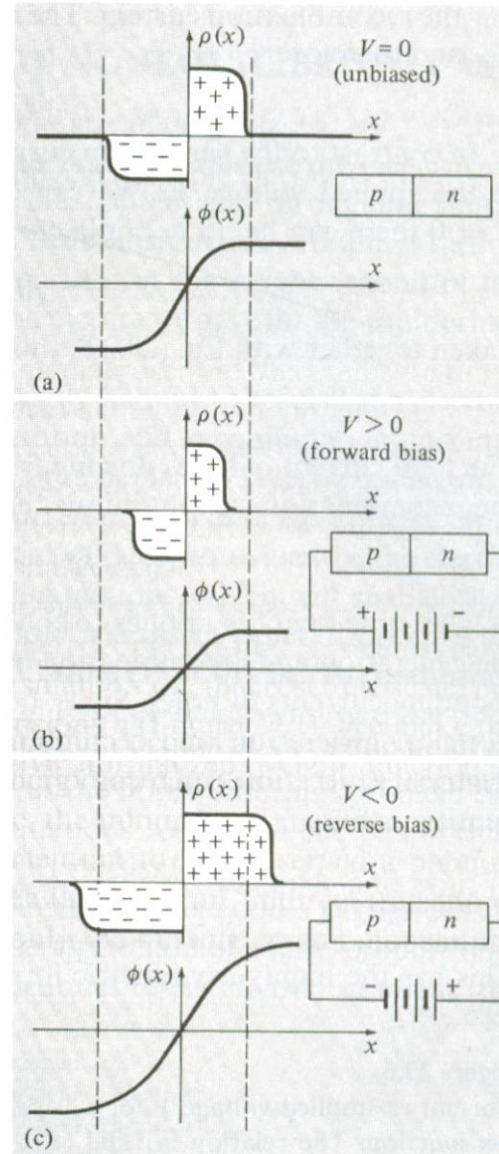 ρ(x)
V = 0
(unbiased)
+ +
+ + +
+ + +
x
– – – –
– – –
p n
ϕ(x)
x
(a)
ρ(x)
V > 0
(forward bias)
+
+ +
+ +
x
– –
– –
p n
ϕ(x)
+ –
x
(b)
ρ(x)
V < 0
(reverse bias)
+ + + +
+ + + + +
+ + + + +
+ + + + +
x
– – – – – –
– – – – –
p n
ϕ(x)
– +
x
(c)